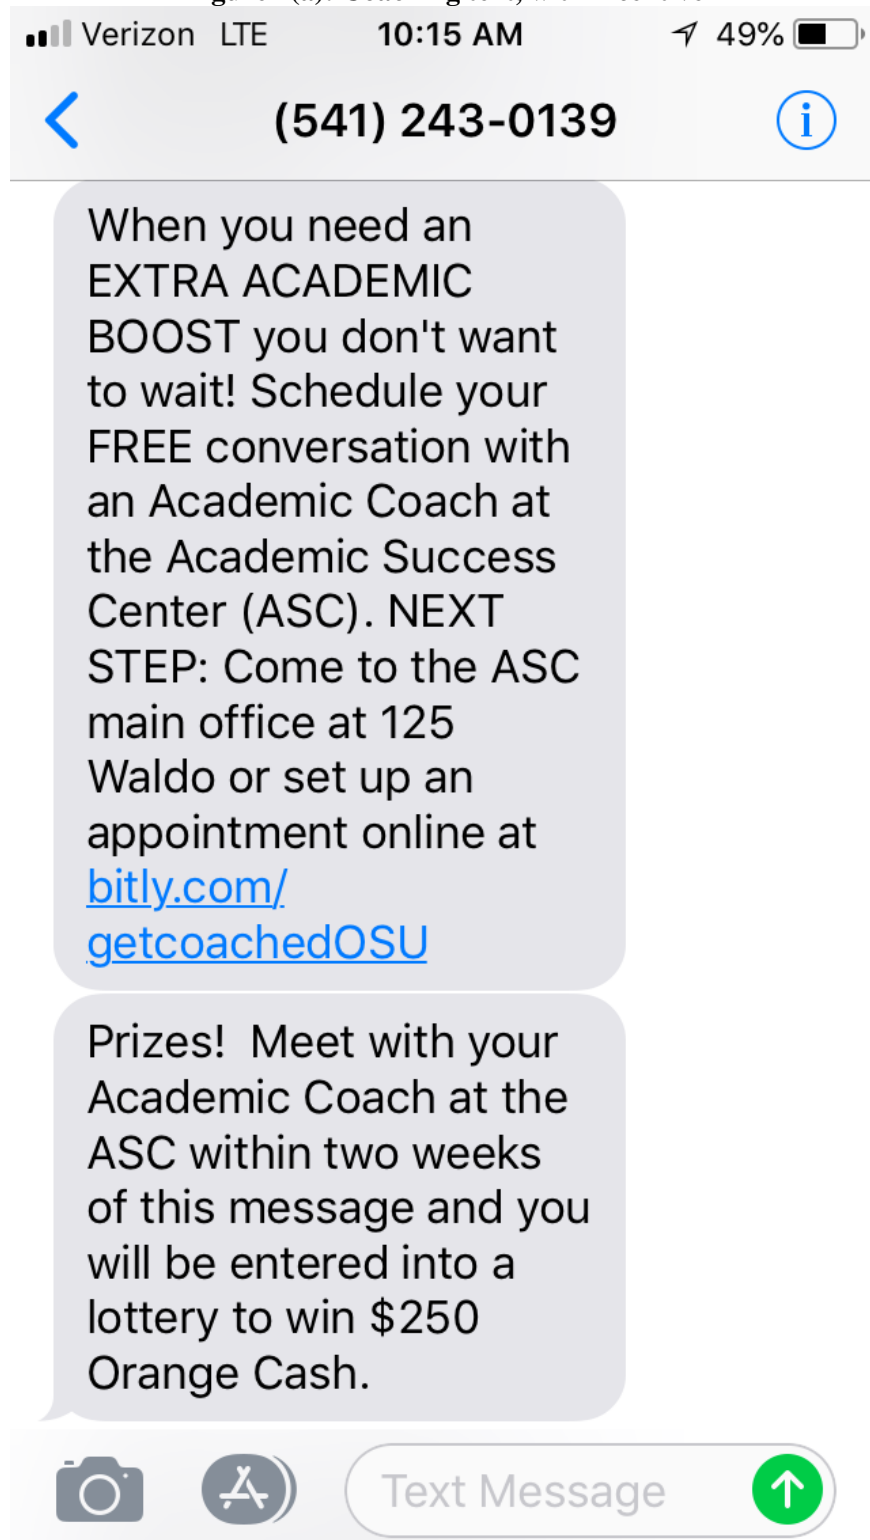 Verizon LTE 10:15 AM 49%
(541) 243-0139
When you need an
EXTRA ACADEMIC
BOOST you don't want
to wait! Schedule your
FREE conversation with
an Academic Coach at
the Academic Success
Center (ASC). NEXT
STEP: Come to the ASC
main office at 125
Waldo or set up an
appointment online at
bitly.com/
getcoachedOSU
Prizes!  Meet with your
Academic Coach at the
ASC within two weeks
of this message and you
will be entered into a
lottery to win $250
Orange Cash.
Text Message